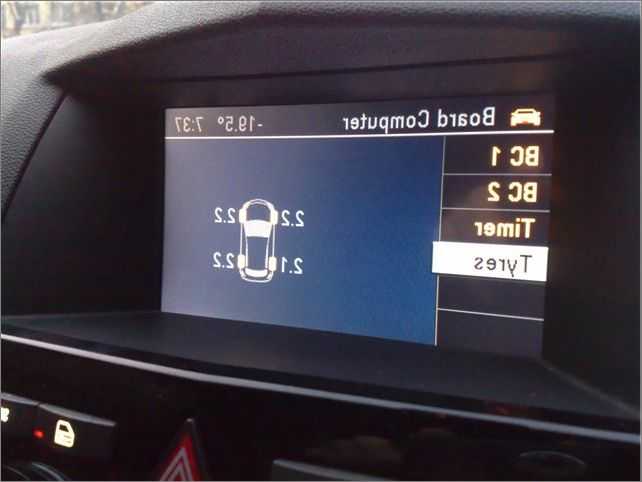 Board Computer -19.5° 7:37
BC 1
BC 2
Timer
Tyres
2.2 2.2
2.1 2.2